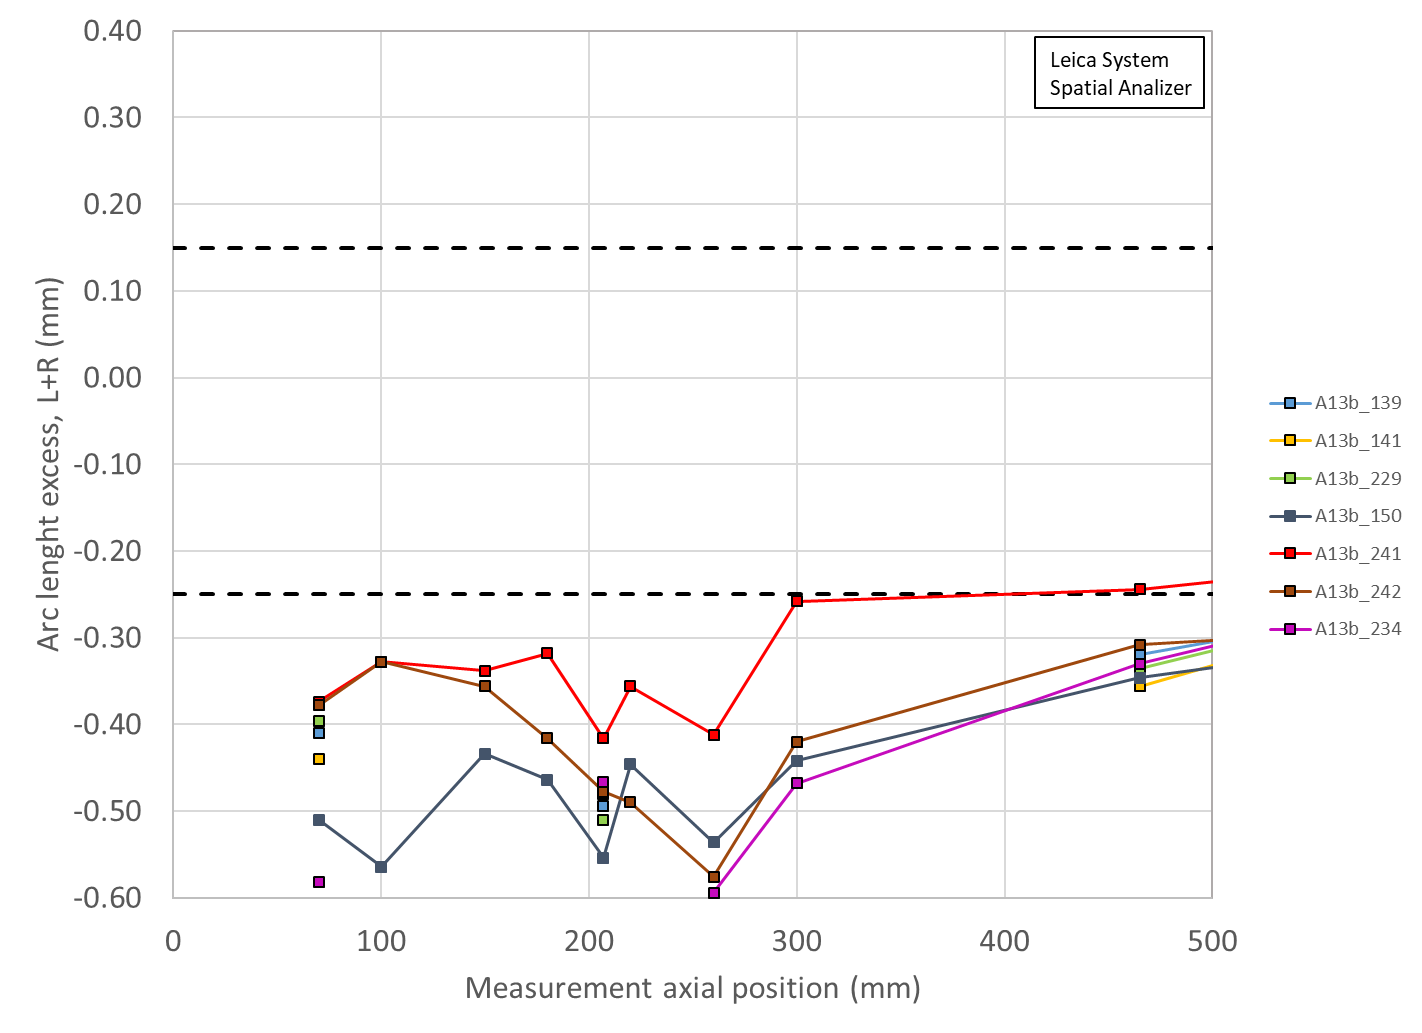 0.40
0.30
0.20
0.10
0.00
-0.10
-0.20
-0.30
-0.40
-0.50
-0.60
Arc lenght excess, L+R (mm)
Leica System
Spatial Analizer
0 100 200 300 400 500
Measurement axial position (mm)
A13b_139
A13b_141
A13b_229
A13b_150
A13b_241
A13b_242
A13b_234